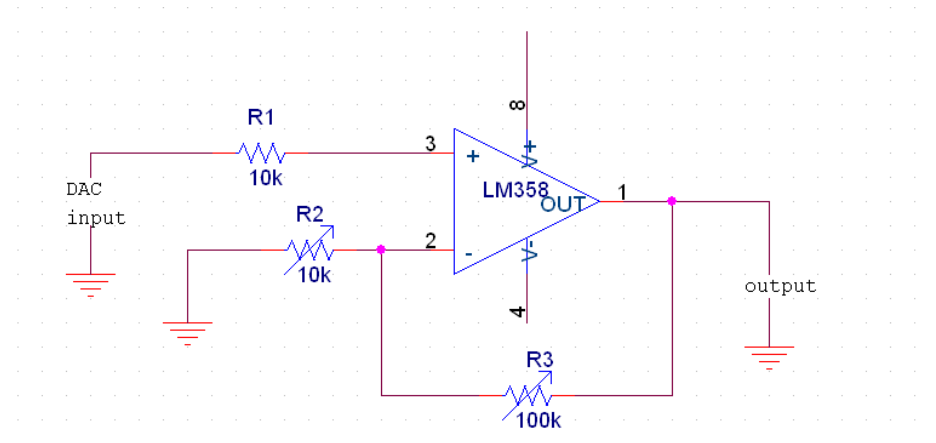 8
R1
3
+
V+
10k
DAC
input
LM358
OUT
1
R2
2
-
V-
10k
4
output
R3
100k